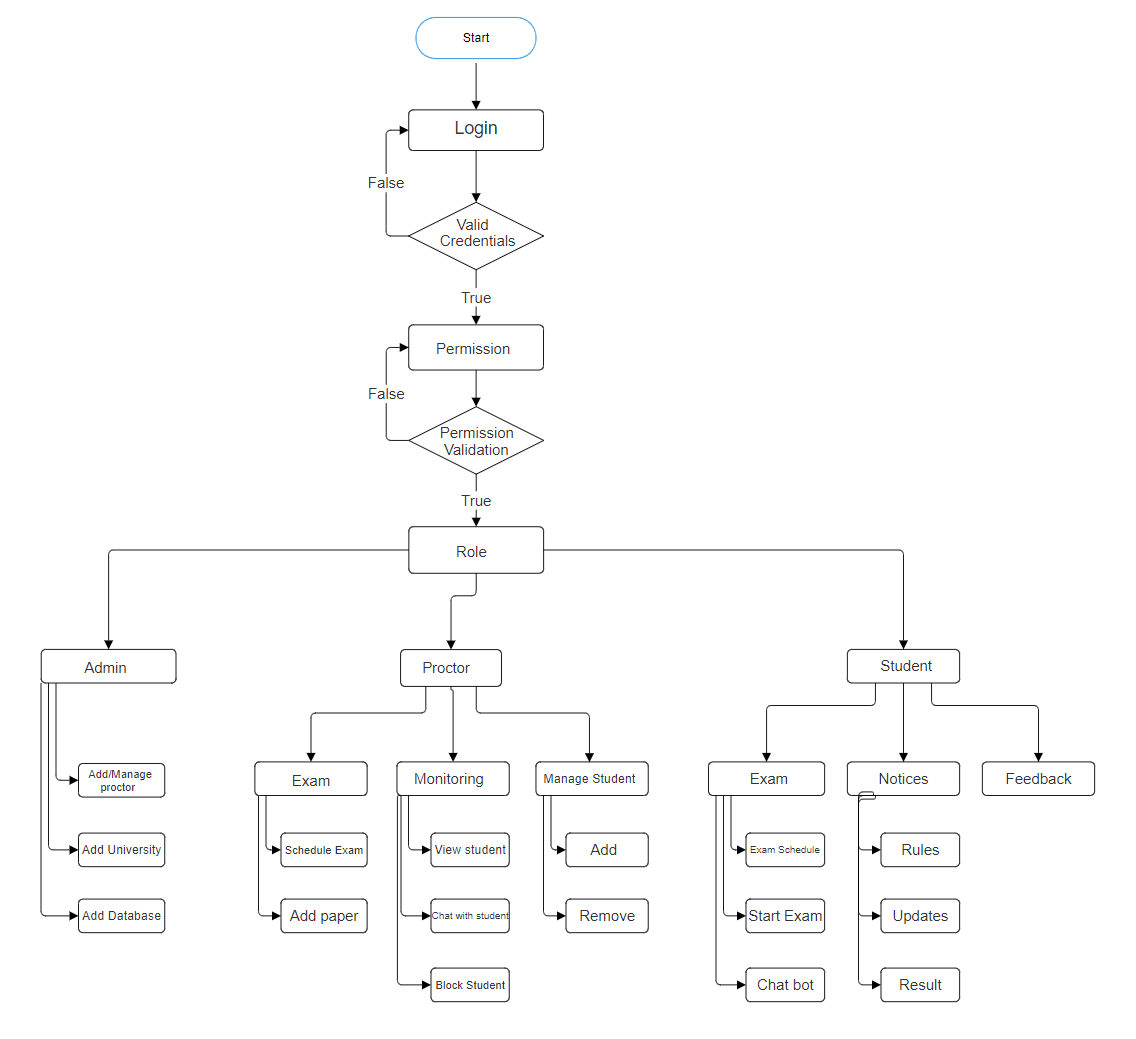 Start
Login
False
Valid
Credentials
True
Permission
False
Permission
Validation
True
Role
Admin
Proctor
Student
Add/Manage
proctor
Exam
Monitoring
Manage Student
Exam
Notices
Feedback
Add University
Schedule Exam
View student
Add
Exam Schedule
Rules
Add Database
Add paper
Chat with student
Remove
Start Exam
Updates
Block Student
Chat bot
Result